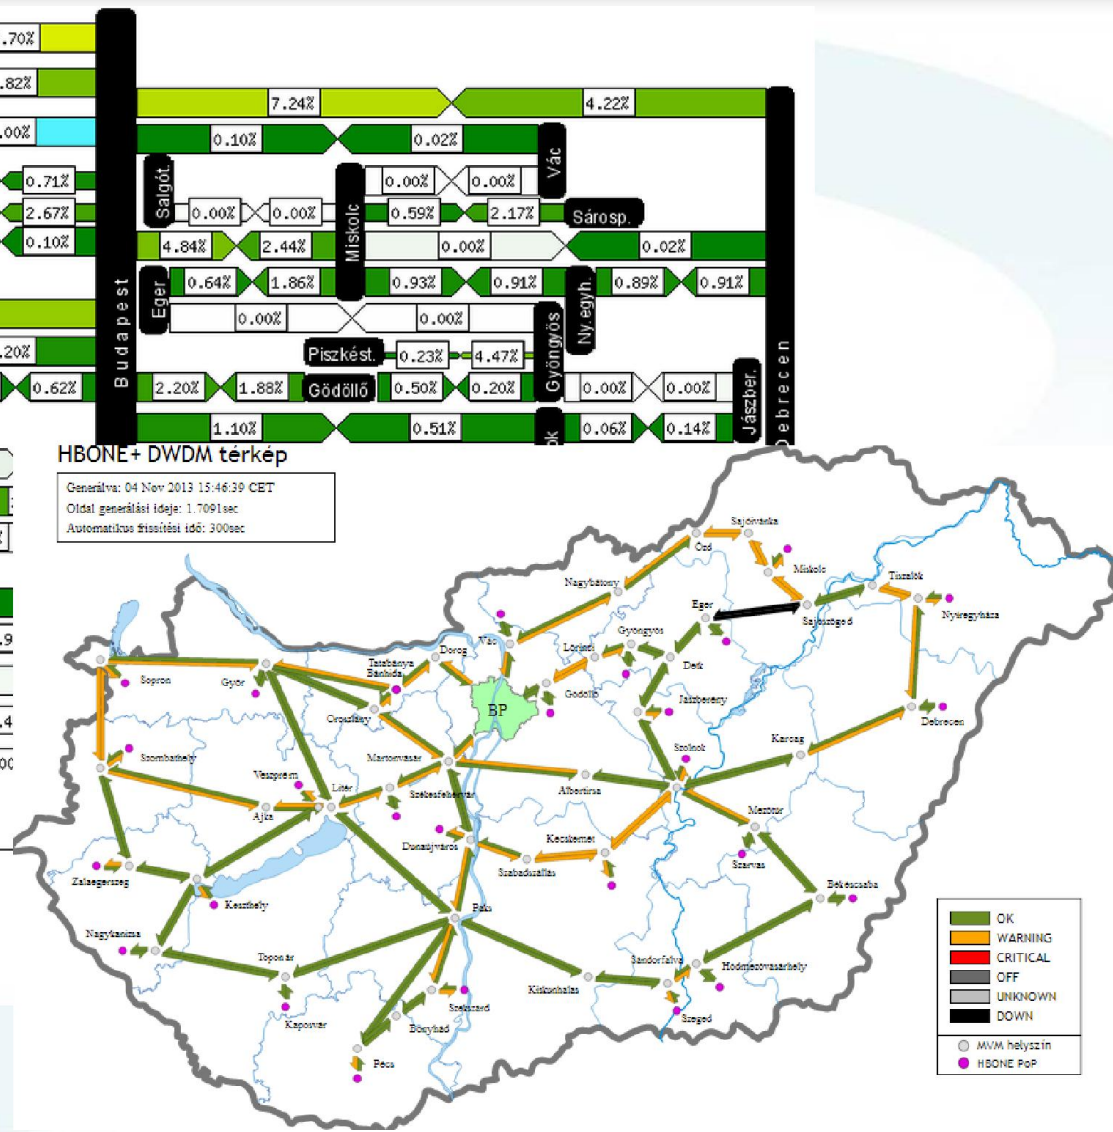 .70%
.82%
7.24% 4.22%
.00%
0.10% 0.02%
Vác
0.71%
Salgót.
Miskolc
0.00% 0.00%
2.67%
0.00% 0.00%
0.59% 2.17%
Sárosp.
0.10%
4.84% 2.44%
0.00% 0.02%
Budapest
Eger
0.64% 1.86%
0.93% 0.91%
Ny.egyh.
0.89% 0.91%
0.00% 0.00%
Gyöngyös
Debrecen
.20%
Piszkést.
0.23% 4.47%
0.62%
2.20% 1.88%
Gödöllő
0.50% 0.20%
0.00% 0.00%
Jászber.
1.10% 0.51%
ok
0.06% 0.14%
HBONE+ DWDM térkép
Generálva: 04 Nov 2013 15:46:39 CET
Oldal generálási ideje: 1.7091sec
Automatikus frissítési idő: 300sec
%
.9
.4
00
Sajóivánka
Ózd
Miskolc
Nagybátony
Tiszalök
Eger
Nyíregyháza
Sajószöged
Vác
Gyöngyös
Lőrinci
Dorog
Detk
Tatabánya
Bánhida
Sopron
Győr
Gödöllő
Jászberény
BP
Oroszlány
Debrecen
Karcag
Szolnok
Martonvásár
Szombathely
Veszprém
Litér
Székesfehérvár
Albertirsa
Ajka
Mezőtúr
Dunaújváros
Kecskemét
Szarvas
Szabadszállás
Zalaegerszeg
Békéscsaba
Keszthely
Paks
Nagykanizsa
Toponár
Sándorfalva
Hódmezővásárhely
Kiskunhalas
Szekszárd
Szeged
Kaposvár
Bonyhád
Pécs
OK
WARNING
CRITICAL
OFF
UNKNOWN
DOWN
MVM helyszín
HBONE PoP